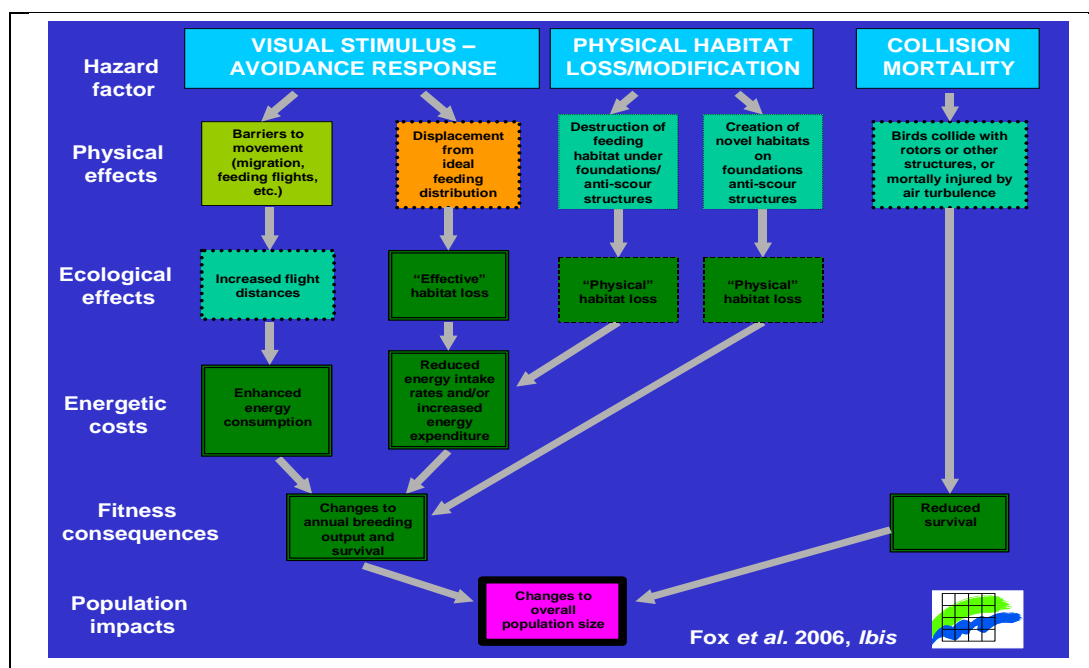 VISUAL STIMULUS –
AVOIDANCE RESPONSE
PHYSICAL HABITAT
LOSS/MODIFICATION
COLLISION
MORTALITY
Hazard
factor
Physical
effects
Barriers to
movement
(migration,
feeding flights,
etc.)
Displacement
from
ideal
feeding
distribution
Destruction of
feeding
habitat under
foundations/
anti-scour
structures
Creation of
novel habitats
on
foundations
anti-scour
structures
Birds collide with
rotors or other
structures, or
mortally injured by
air turbulence
Ecological
effects
Increased flight
distances
“Effective”
habitat loss
“Physical”
habitat loss
“Physical”
habitat loss
Energetic
costs
Enhanced
energy
consumption
Reduced
energy intake
rates and/or
increased
energy
expenditure
Fitness
consequences
Changes to
annual breeding
output and
survival
Reduced
survival
Population
impacts
Changes to
overall
population size
Fox et al. 2006, Ibis